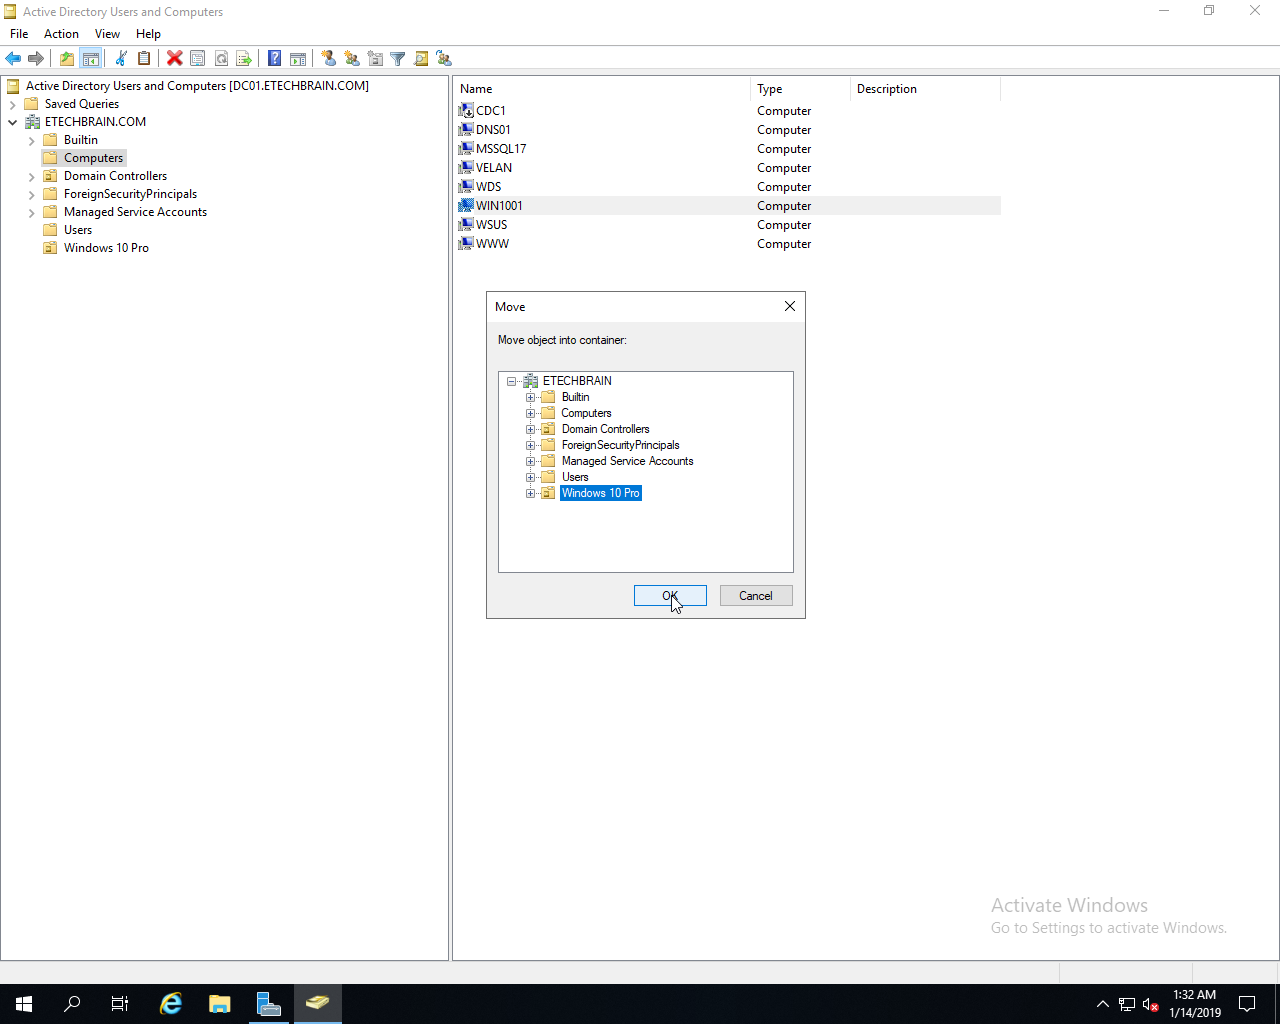 Active Directory Users and Computers
File Action View Help
Active Directory Users and Computers [DC01.ETECHBRAIN.COM]
Saved Queries
ETECHBRAIN.COM
Builtin
Computers
Domain Controllers
ForeignSecurityPrincipals
Managed Service Accounts
Users
Windows 10 Pro
Name Type Description
CDC1 Computer
DNS01 Computer
MSSQL17 Computer
VELAN Computer
WDS Computer
WIN1001 Computer
WSUS Computer
WWW Computer
Move
Move object into container:
ETECHBRAIN
Builtin
Computers
Domain Controllers
ForeignSecurityPrincipals
Managed Service Accounts
Users
Windows 10 Pro
OK Cancel
Activate Windows
Go to Settings to activate Windows.
1:32 AM
1/14/2019